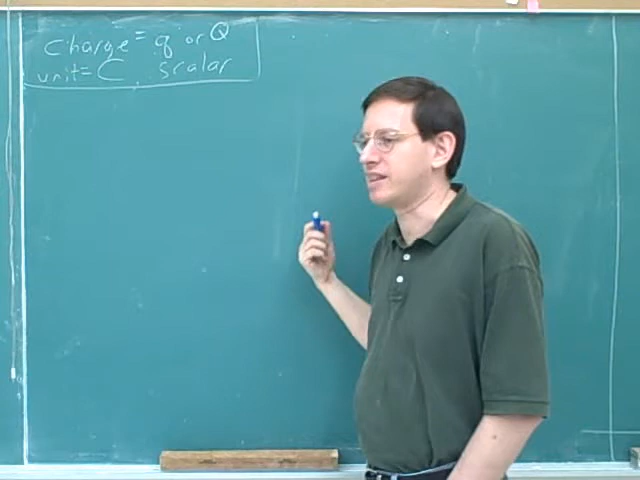 charge = q or Q
unit = C scalar